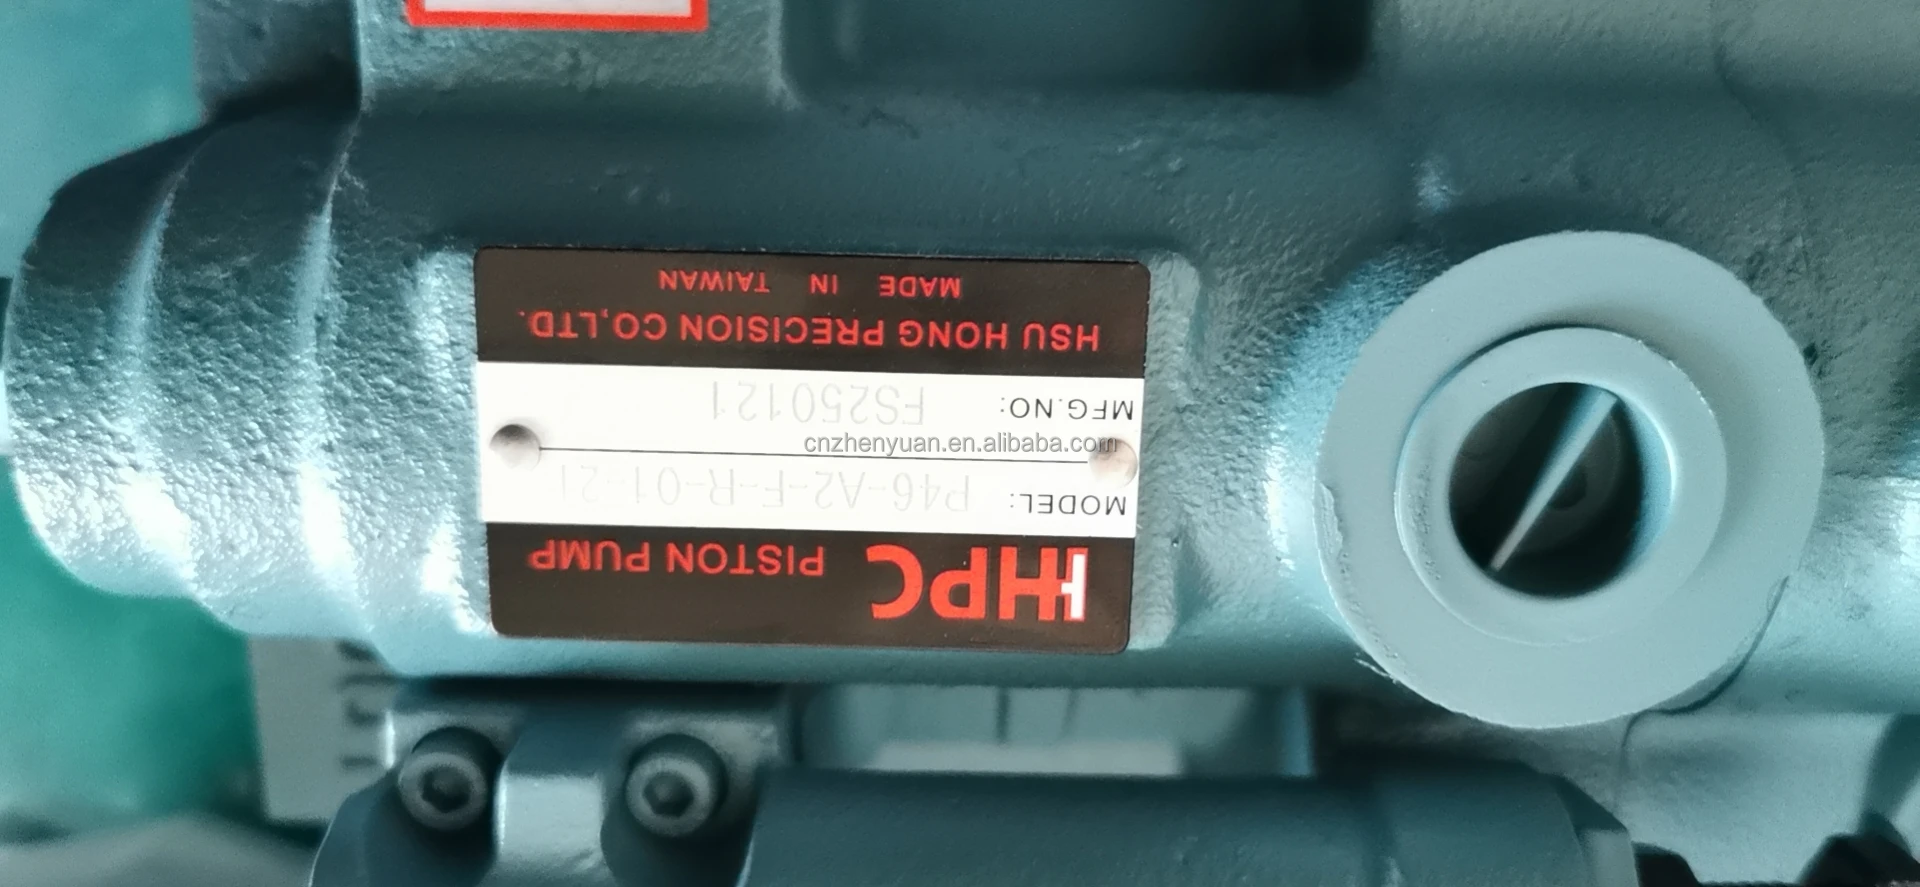 HHPC PISTON PUMP
MODEL: P46-A2-F-R-01-21
MFG.NO: FS250121
HSU HONG PRECISION CO,LTD.
MADE IN TAIWAN
cnzhenyuan.en.alibaba.com